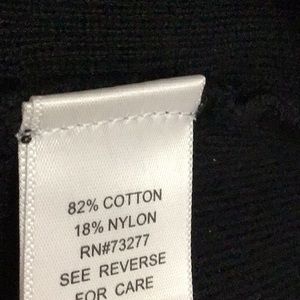 82% COTTON
18% NYLON
RN#73277
SEE REVERSE
FOR CARE